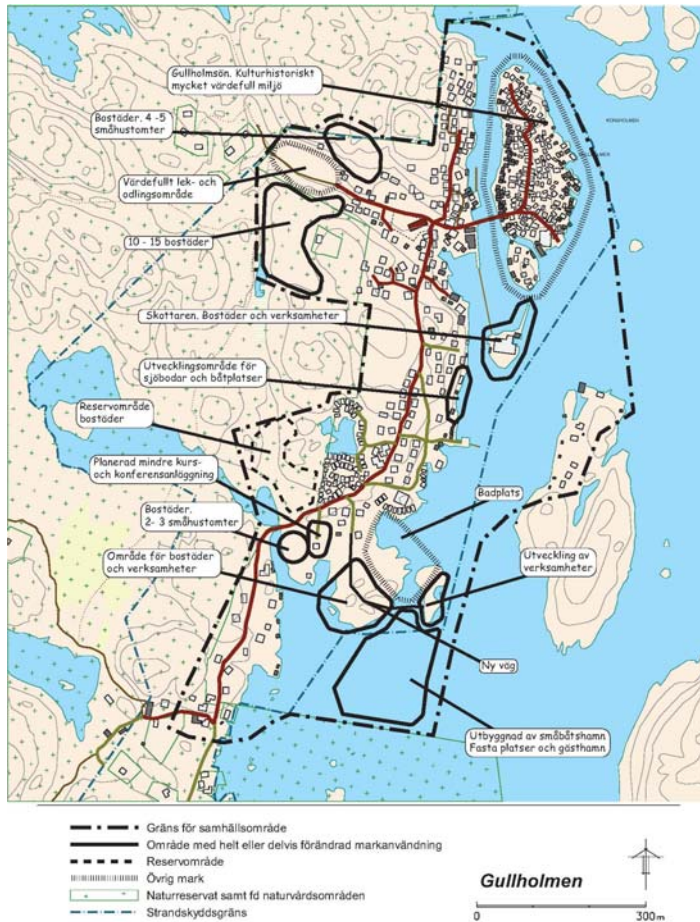 Gullholmsön. Kulturhistoriskt
mycket värdefull miljö
Bostäder. 4 -5
småhustomter
Värdefullt lek- och
odlingsområde
10 - 15 bostäder
Skottaren. Bostäder och verksamheter
Utvecklingsområde för
sjöbodar och båtplatser
Reservområde
bostäder
Planerad mindre kurs-
och konferensanläggning
Bostäder.
2- 3 småhustomter
Område för bostäder
och verksamheter
Badplats
Utveckling av
verksamheter
Ny väg
Utbyggnad av småbåtshamn
Fasta platser och gästhamn
Gräns för samhällsområde
Område med helt eller delvis förändrad markanvändning
Reservområde
Övrig mark
Naturreservat samt fd naturvårdsområden
Strandskyddsgräns
Gullholmen
0 300 m